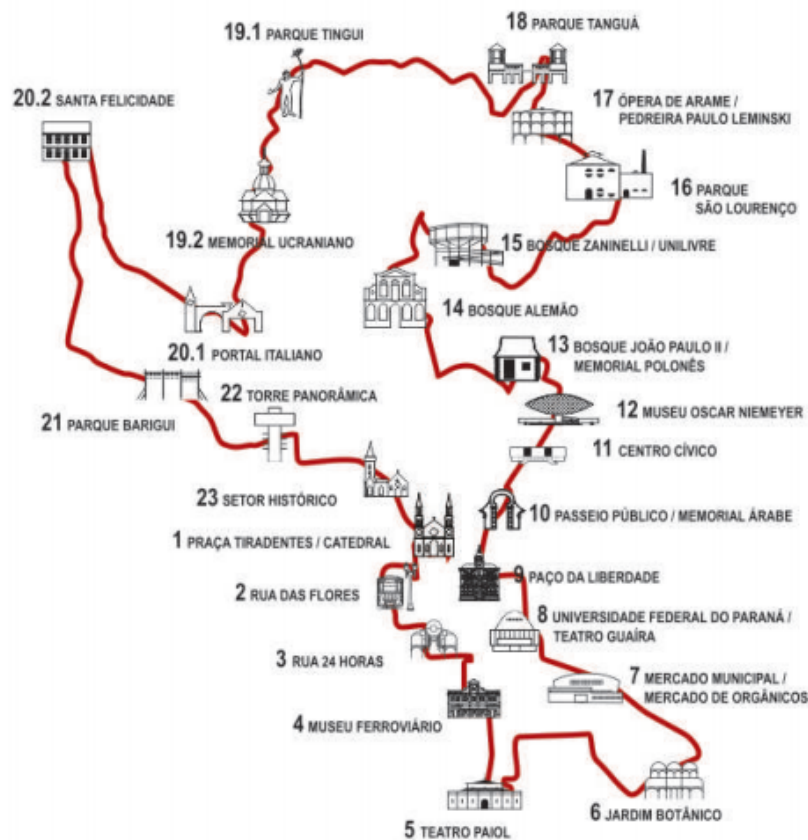 18 PARQUE TANGUÁ
19.1 PARQUE TINGUI
20.2 SANTA FELICIDADE
17 ÓPERA DE ARAME /
PEDREIRA PAULO LEMINSKI
16 PARQUE
SÃO LOURENÇO
19.2 MEMORIAL UCRANIANO
15 BOSQUE ZANINELLI / UNILIVRE
14 BOSQUE ALEMÃO
13 BOSQUE JOÃO PAULO II /
MEMORIAL POLONÊS
20.1 PORTAL ITALIANO
22 TORRE PANORÂMICA
12 MUSEU OSCAR NIEMEYER
21 PARQUE BARIGUI
11 CENTRO CÍVICO
23 SETOR HISTÓRICO
10 PASSEIO PÚBLICO / MEMORIAL ÁRABE
1 PRAÇA TIRADENTES / CATEDRAL
9 PAÇO DA LIBERDADE
2 RUA DAS FLORES
8 UNIVERSIDADE FEDERAL DO PARANÁ /
TEATRO GUAÍRA
3 RUA 24 HORAS
7 MERCADO MUNICIPAL /
MERCADO DE ORGÂNICOS
4 MUSEU FERROVIÁRIO
6 JARDIM BOTÂNICO
5 TEATRO PAIOL